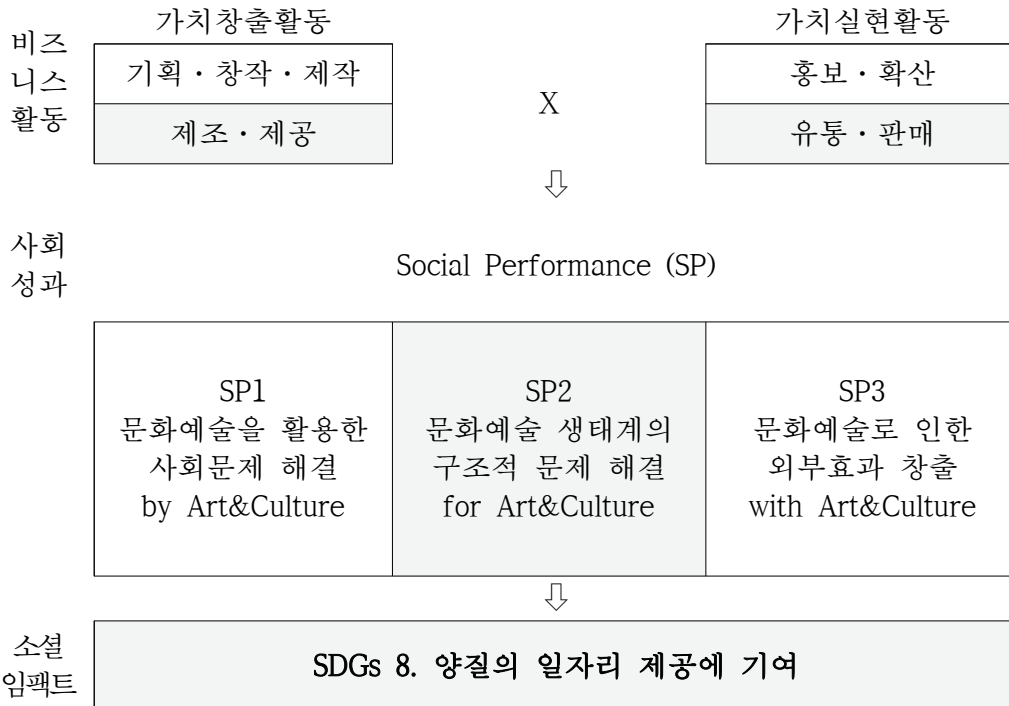 비즈
니스
활동
가치창출활동
기획・창작・제작
제조・제공
X
가치실현활동
홍보・확산
유통・판매
⇩
사회
성과
Social Performance (SP)
SP1
문화예술을 활용한
사회문제 해결
by Art&Culture
SP2
문화예술 생태계의
구조적 문제 해결
for Art&Culture
SP3
문화예술로 인한
외부효과 창출
with Art&Culture
⇩
소셜
임팩트
SDGs 8. 양질의 일자리 제공에 기여